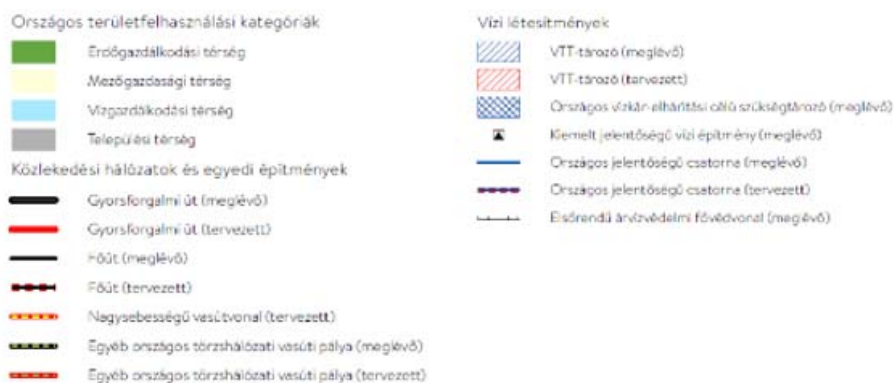 Országos területfelhasználási kategóriák
Erdőgazdálkodási térség
Mezőgazdasági térség
Vízgazdálkodási térség
Települési térség
Közlekedési hálózatok és egyedi építmények
Gyorsforgalmi út (meglévő)
Gyorsforgalmi út (tervezett)
Főút (meglévő)
Főút (tervezett)
Nagysebességű vasútvonal (tervezett)
Egyéb országos törzshálózati vasúti pálya (meglévő)
Egyéb országos törzshálózati vasúti pálya (tervezett)
Vízi létesítmények
VTT-tározó (meglévő)
VTT-tározó (tervezett)
Országos vízkár-elhárítási célú szükségtározó (meglévő)
Kiemelt jelentőségű vízi építmény (meglévő)
Országos jelentőségű csatorna (meglévő)
Országos jelentőségű csatorna (tervezett)
Elsőrendű árvízvédelmi fővédvonal (meglévő)